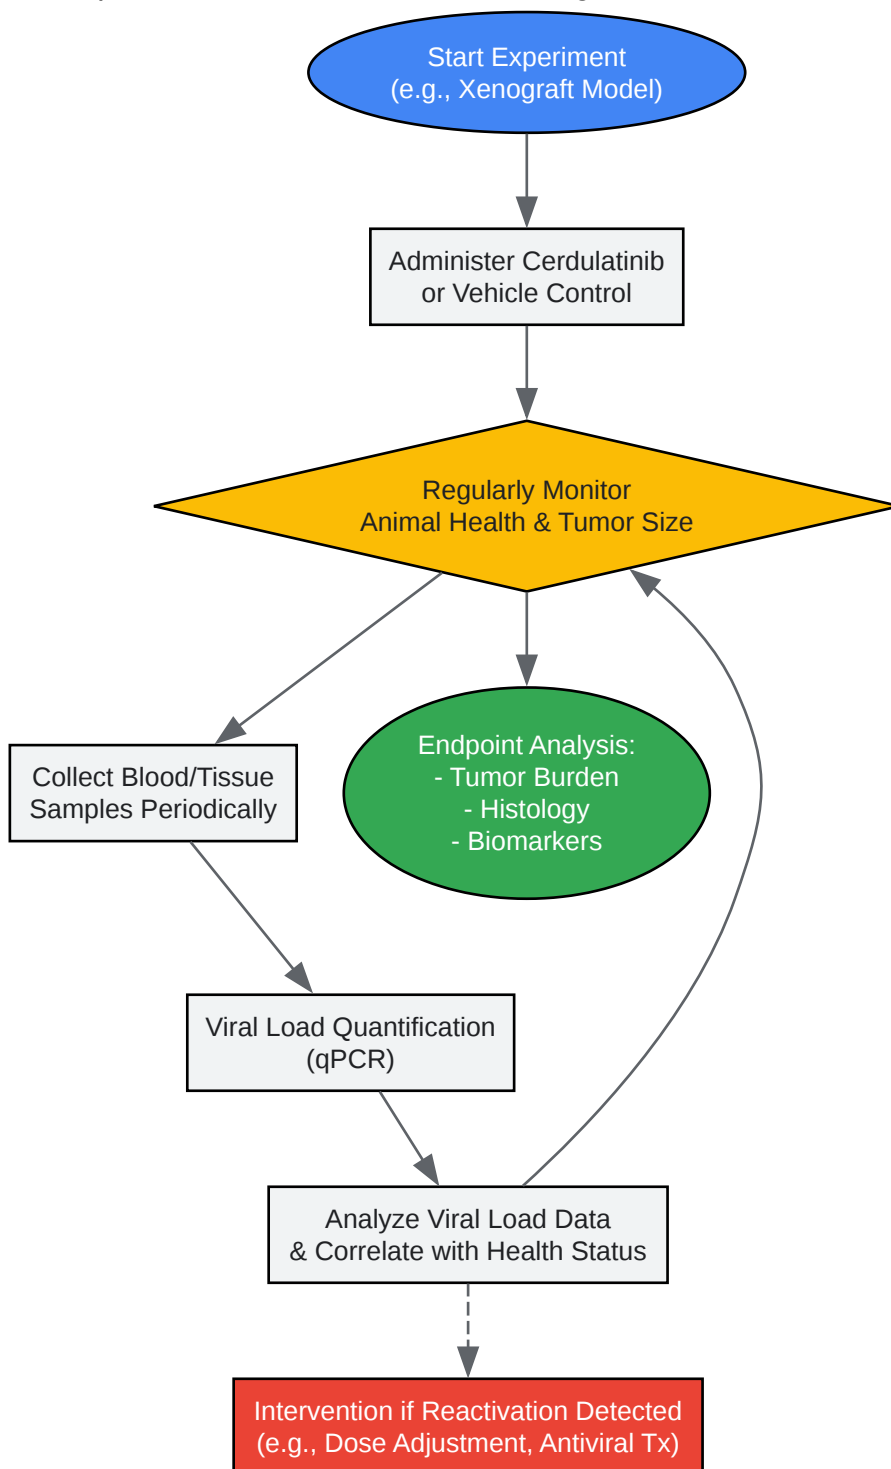 Start Experiment
(e.g., Xenograft Model)
Administer Cerdulatinib
or Vehicle Control
Regularly Monitor
Animal Health & Tumor Size
Endpoint Analysis:
- Tumor Burden
- Histology
- Biomarkers
Collect Blood/Tissue
Samples Periodically
Viral Load Quantification
(qPCR)
Analyze Viral Load Data
& Correlate with Health Status
Intervention if Reactivation Detected
(e.g., Dose Adjustment, Antiviral Tx)